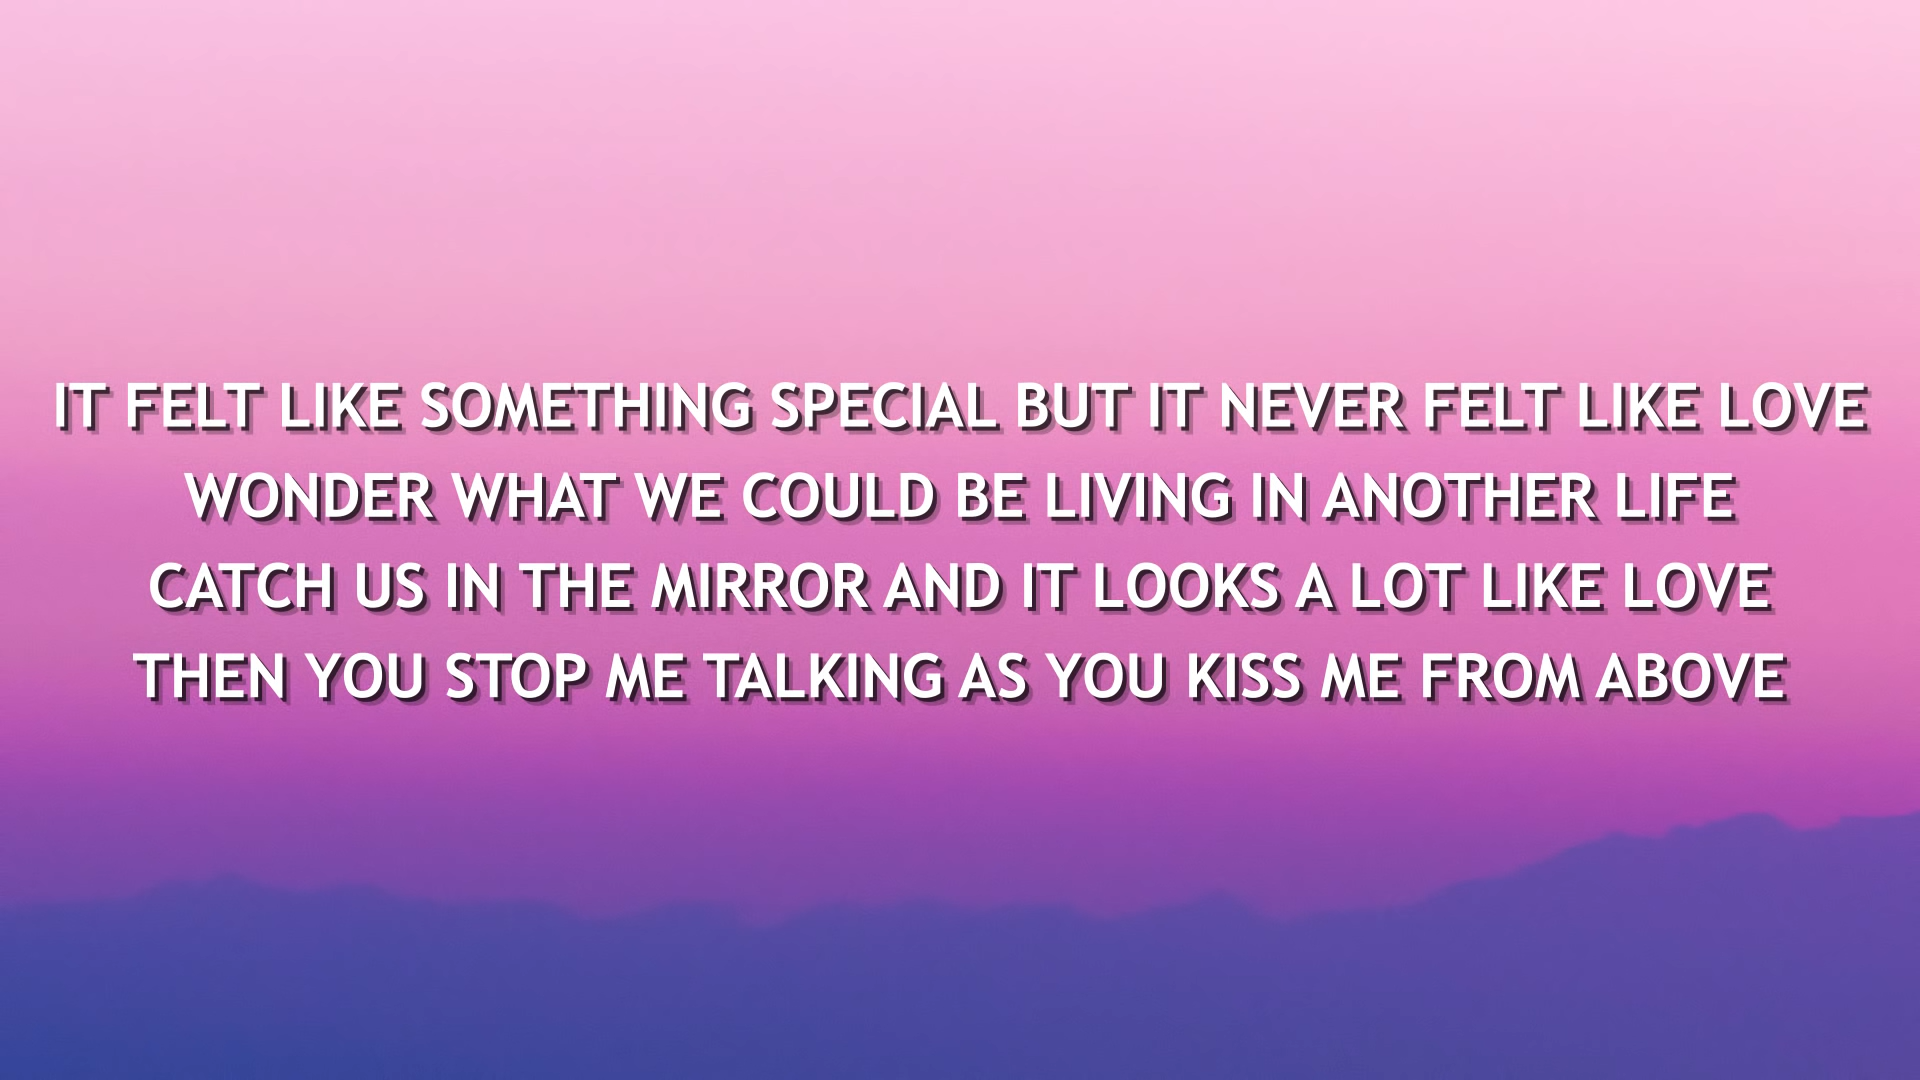 IT FELT LIKE SOMETHING SPECIAL BUT IT NEVER FELT LIKE LOVE
WONDER WHAT WE COULD BE LIVING IN ANOTHER LIFE
CATCH US IN THE MIRROR AND IT LOOKS A LOT LIKE LOVE
THEN YOU STOP ME TALKING AS YOU KISS ME FROM ABOVE